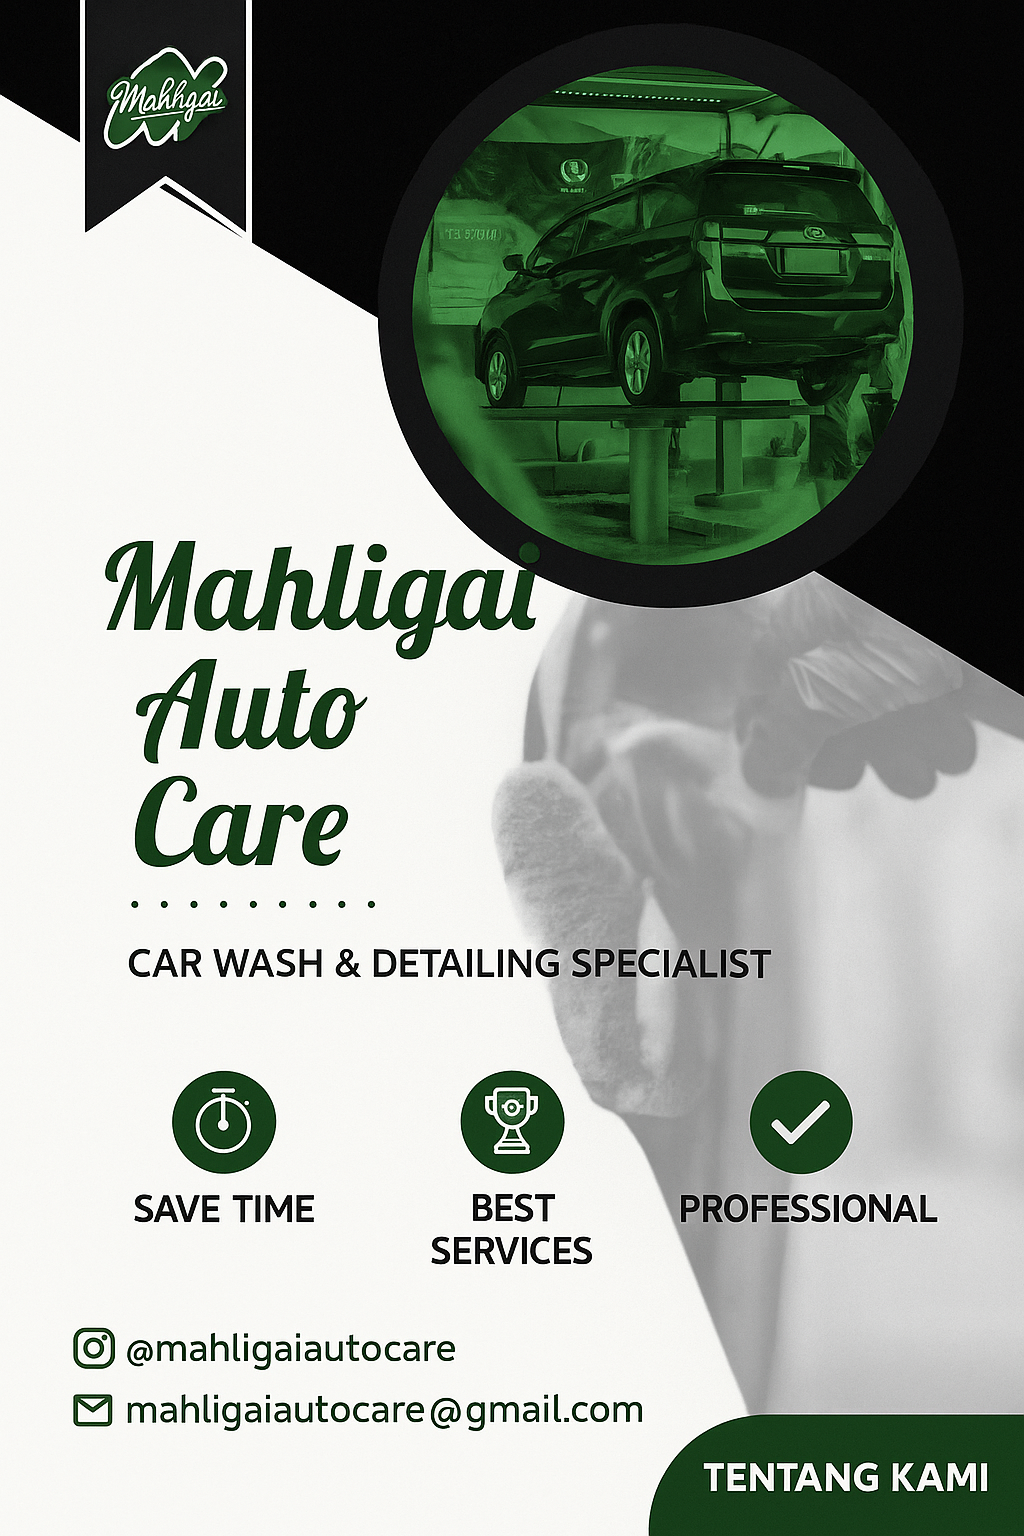 Mahhgai
Mahligai
Auto
Care
CAR WASH & DETAILING SPECIALIST
SAVE TIME
BEST
SERVICES
PROFESSIONAL
@mahligaiautocare
mahligaiautocare@gmail.com
TENTANG KAMI